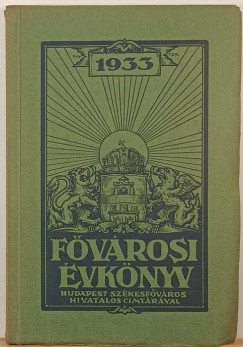 1933
FŐVÁROSI
ÉVKÖNYV
BUDAPEST SZÉKESFŐVÁROS
HIVATALOS CIMTÁRÁVAL